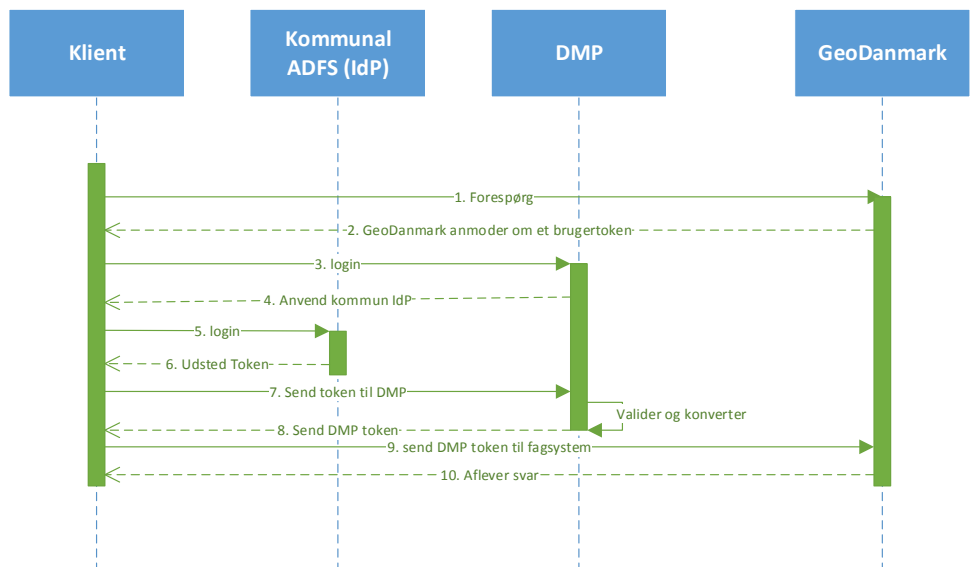 Klient
Kommunal
ADFS (IdP)
DMP
GeoDanmark
1. Forespørg
2. GeoDanmark anmoder om et brugertoken
3. login
4. Anvend kommun IdP
5. login
6. Udsted Token
7. Send token til DMP
Valider og konverter
8. Send DMP token
9. send DMP token til fagsystem
10. Aflever svar